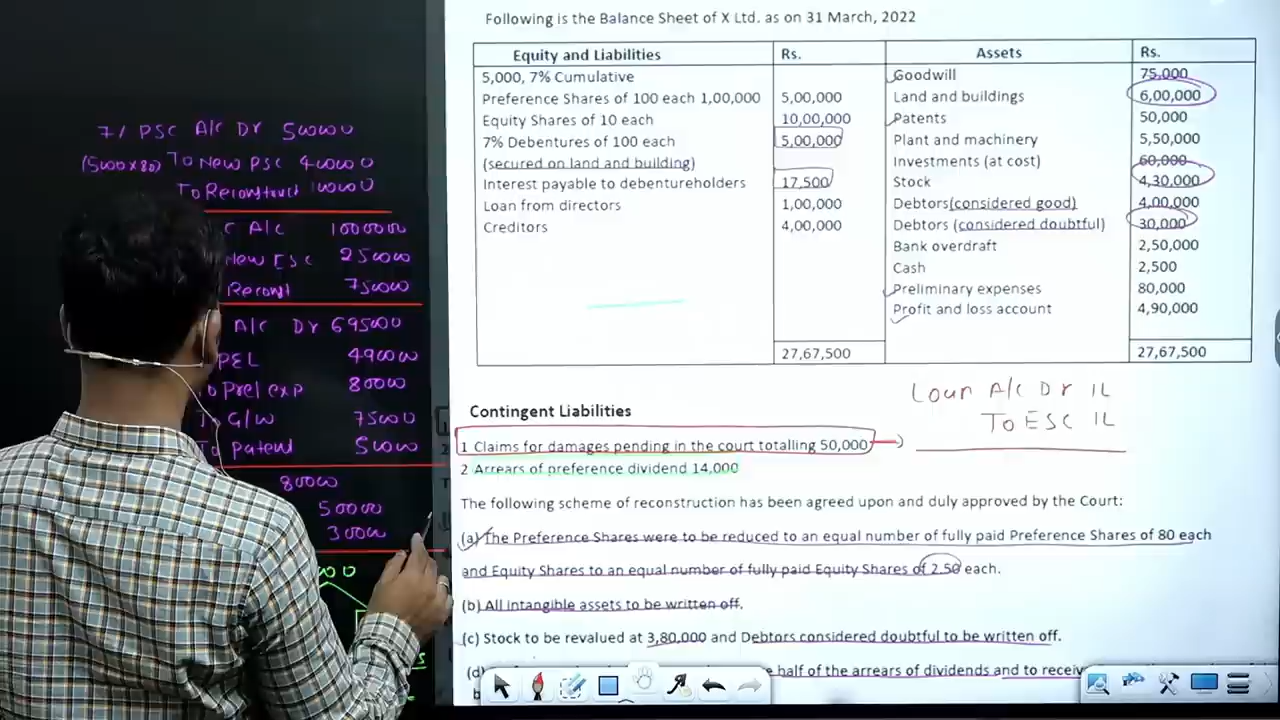 Following is the Balance Sheet of X Ltd. as on 31 March, 2022
Equity and Liabilities Rs. Assets Rs.
5,000, 7% Cumulative Goodwill 75,000
Preference Shares of 100 each 1,00,000 5,00,000 Land and buildings 6,00,000
Equity Shares of 10 each 10,00,000 Patents 50,000
7% Debentures of 100 each 5,00,000 Plant and machinery 5,50,000
(secured on land and building) Investments (at cost) 60,000
Interest payable to debentureholders 17,500 Stock 4,30,000
Loan from directors 1,00,000 Debtors(considered good) 4,00,000
Creditors 4,00,000 Debtors (considered doubtful) 30,000
Bank overdraft 2,50,000
Cash 2,500
Preliminary expenses 80,000
Profit and loss account 4,90,000
27,67,500 27,67,500
Contingent Liabilities
1 Claims for damages pending in the court totalling 50,000
2 Arrears of preference dividend 14,000
Loan A/c Dr 1L
To ESC 1L
The following scheme of reconstruction has been agreed upon and duly approved by the Court:
(a) The Preference Shares were to be reduced to an equal number of fully paid Preference Shares of 80 each
and Equity Shares to an equal number of fully paid Equity Shares of 2.50 each.
(b) All intangible assets to be written off.
(c) Stock to be revalued at 3,80,000 and Debtors considered doubtful to be written off.
(d) half of the arrears of dividends and to
7% PSC A/c Dr 500000
(5000x80) To New PSC 400000
To Reconstruct 100000
C A/c 1000000
New ESC 250000
Reconst 750000
A/c Dr 695000
P&L 490000
To Prel exp 80000
To G/W 75000
To Patent 50000
80000
50000
30000